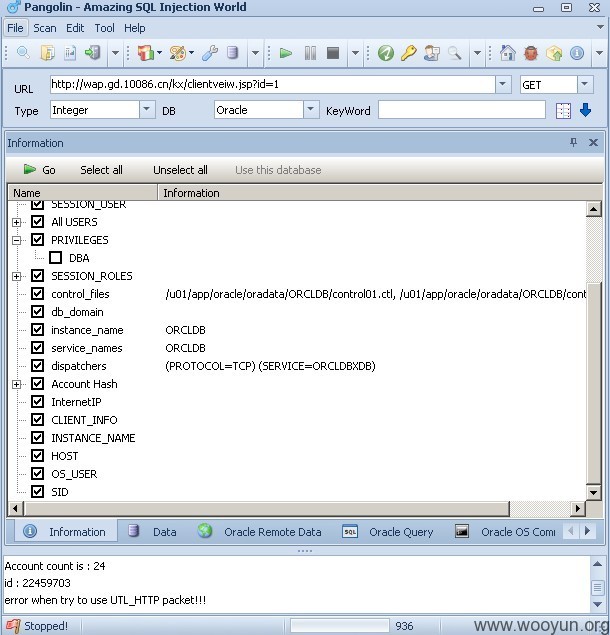 Pangolin - Amazing SQL Injection World
File Scan Edit Tool Help
URL http://wap.gd.10086.cn/kx/clientveiw.jsp?id=1 GET
Type Integer DB Oracle KeyWord
Information
Go Select all Unselect all Use this database
Name Information
SESSION_USER
All USERS
PRIVILEGES
DBA
SESSION_ROLES
control_files /u01/app/oracle/oradata/ORCLDB/control01.ctl, /u01/app/oracle/oradata/ORCLDB/cont
db_domain
instance_name ORCLDB
service_names ORCLDB
dispatchers (PROTOCOL=TCP) (SERVICE=ORCLDBXDB)
Account Hash
InternetIP
CLIENT_INFO
INSTANCE_NAME
HOST
OS_USER
SID
Information Data Oracle Remote Data SQL Oracle Query Oracle OS Com
Account count is : 24
id : 22459703
error when try to use UTL_HTTP packet!!!
Stopped! 936 www.wooyun.org